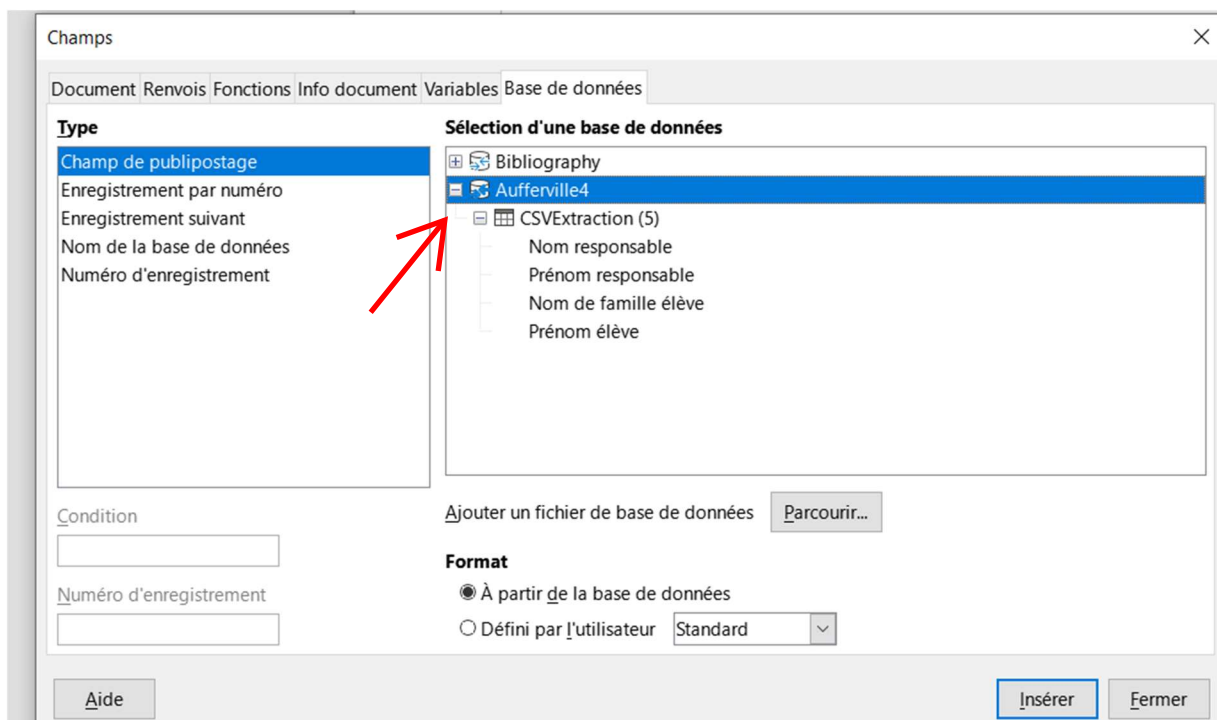 Champs
Document Renvois Fonctions Info document Variables Base de données
Type
Champ de publipostage
Enregistrement par numéro
Enregistrement suivant
Nom de la base de données
Numéro d'enregistrement
Condition
Numéro d'enregistrement
Sélection d'une base de données
Bibliography
Aufferville4
CSVExtraction (5)
Nom responsable
Prénom responsable
Nom de famille élève
Prénom élève
Ajouter un fichier de base de données Parcourir...
Format
À partir de la base de données
Défini par l'utilisateur Standard
Aide Insérer Fermer